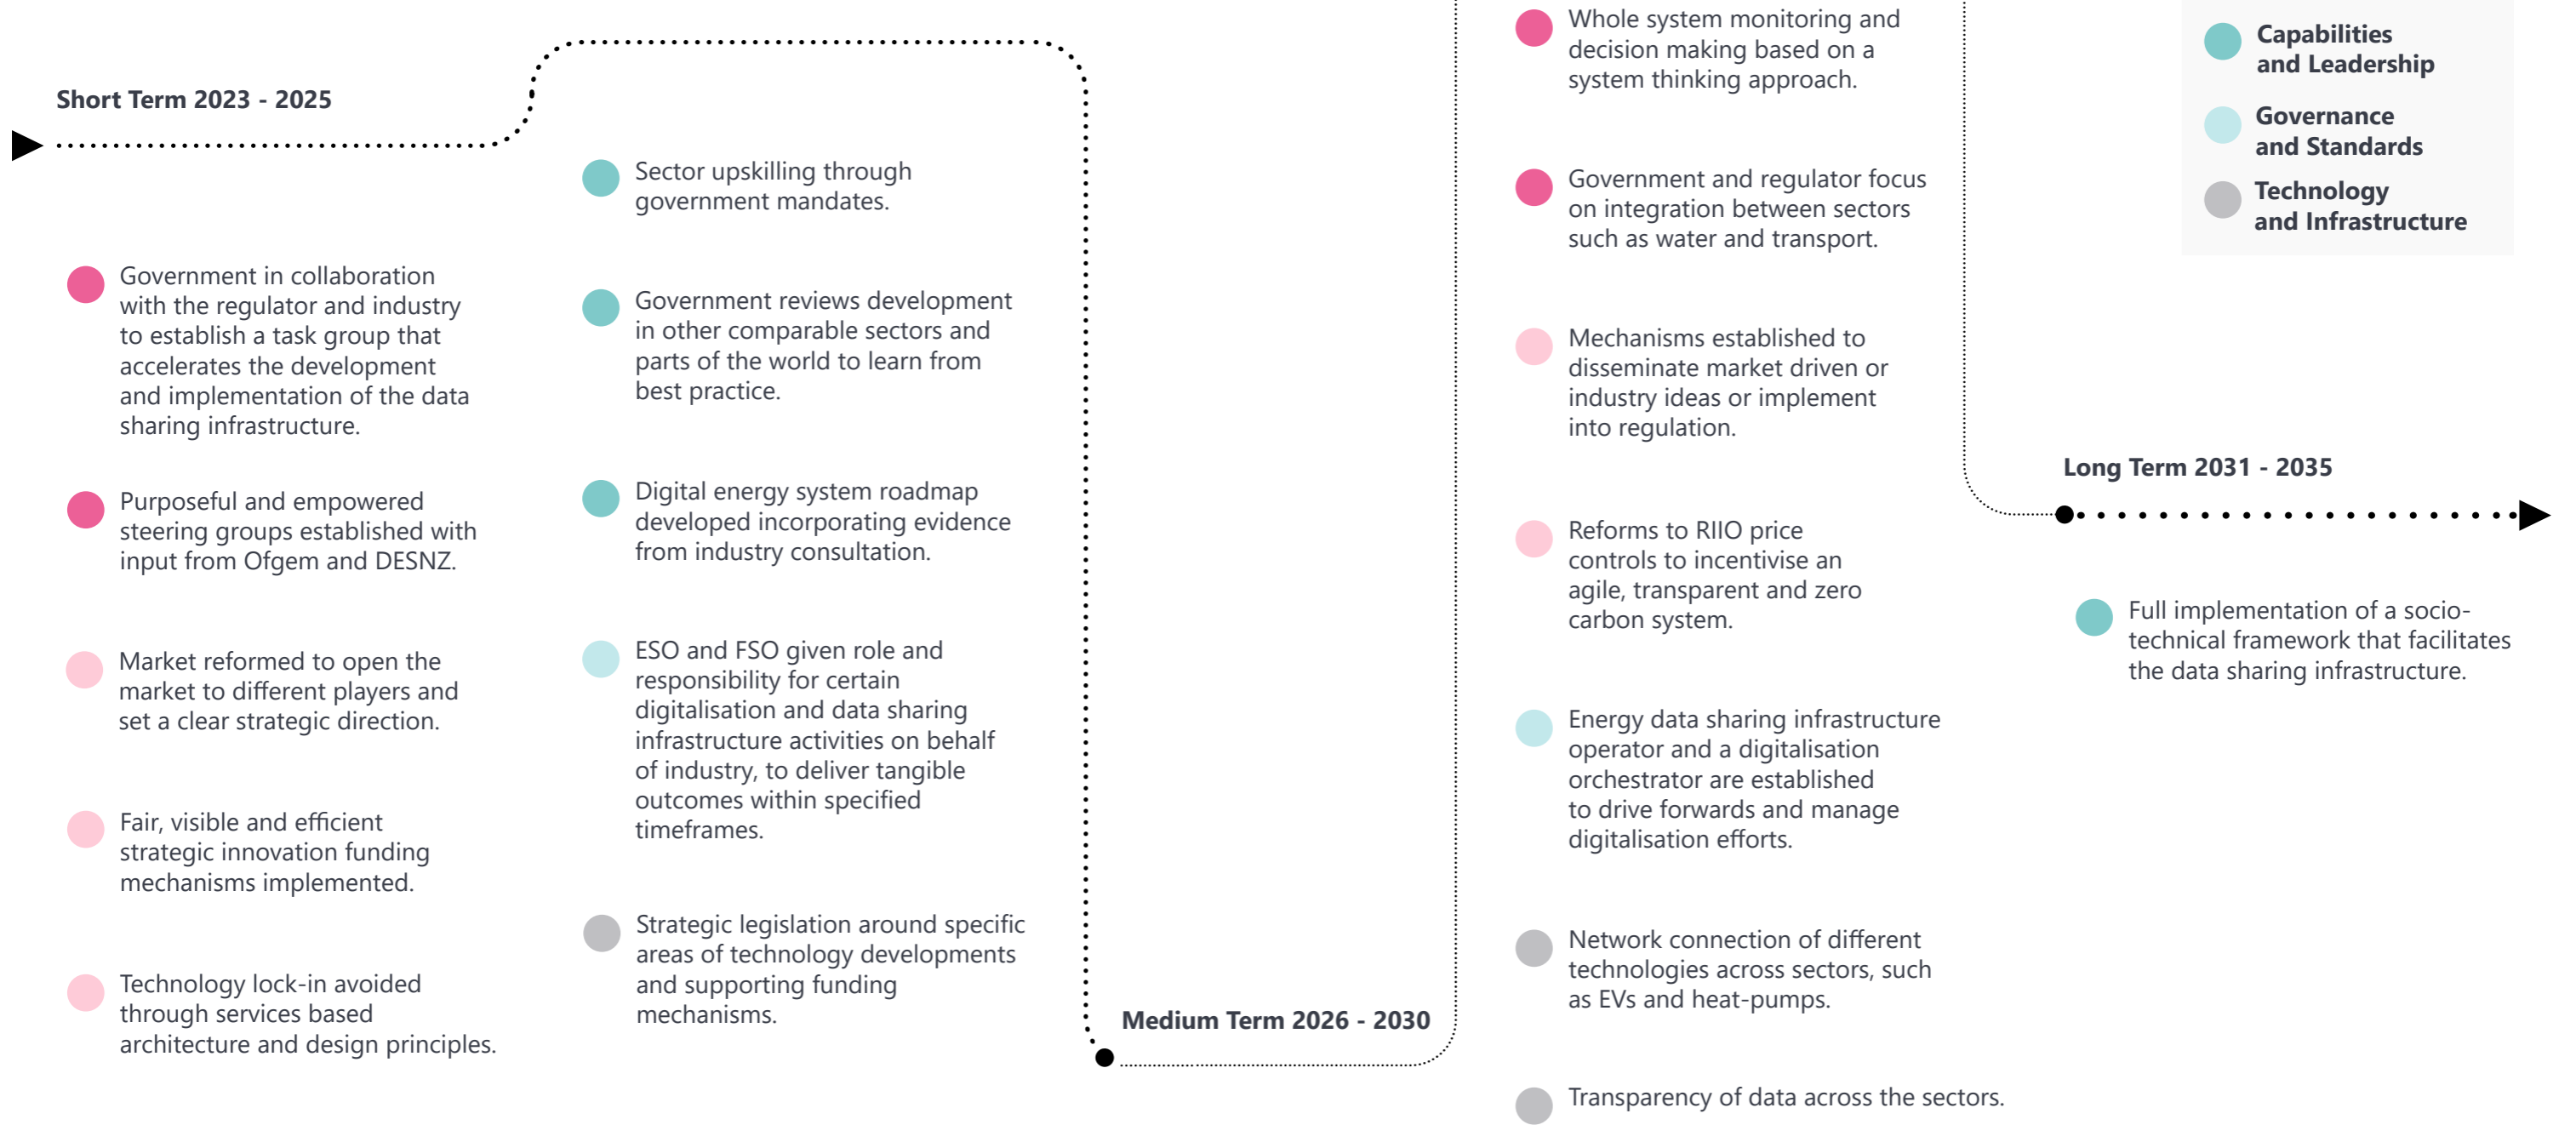 Short Term 2023 - 2025
Government in collaboration
with the regulator and industry
to establish a task group that
accelerates the development
and implementation of the data
sharing infrastructure.
Purposeful and empowered
steering groups established with
input from Ofgem and DESNZ.
Market reformed to open the
market to different players and
set a clear strategic direction.
Fair, visible and efficient
strategic innovation funding
mechanisms implemented.
Technology lock-in avoided
through services based
architecture and design principles.
Sector upskilling through
government mandates.
Government reviews development
in other comparable sectors and
parts of the world to learn from
best practice.
Digital energy system roadmap
developed incorporating evidence
from industry consultation.
ESO and FSO given role and
responsibility for certain
digitalisation and data sharing
infrastructure activities on behalf
of industry, to deliver tangible
outcomes within specified
timeframes.
Strategic legislation around specific
areas of technology developments
and supporting funding
mechanisms.
Medium Term 2026 - 2030
Whole system monitoring and
decision making based on a
system thinking approach.
Government and regulator focus
on integration between sectors
such as water and transport.
Mechanisms established to
disseminate market driven or
industry ideas or implement
into regulation.
Reforms to RIIO price
controls to incentivise an
agile, transparent and zero
carbon system.
Energy data sharing infrastructure
operator and a digitalisation
orchestrator are established
to drive forwards and manage
digitalisation efforts.
Network connection of different
technologies across sectors, such
as EVs and heat-pumps.
Transparency of data across the sectors.
Capabilities
and Leadership
Governance
and Standards
Technology
and Infrastructure
Long Term 2031 - 2035
Full implementation of a socio-
technical framework that facilitates
the data sharing infrastructure.